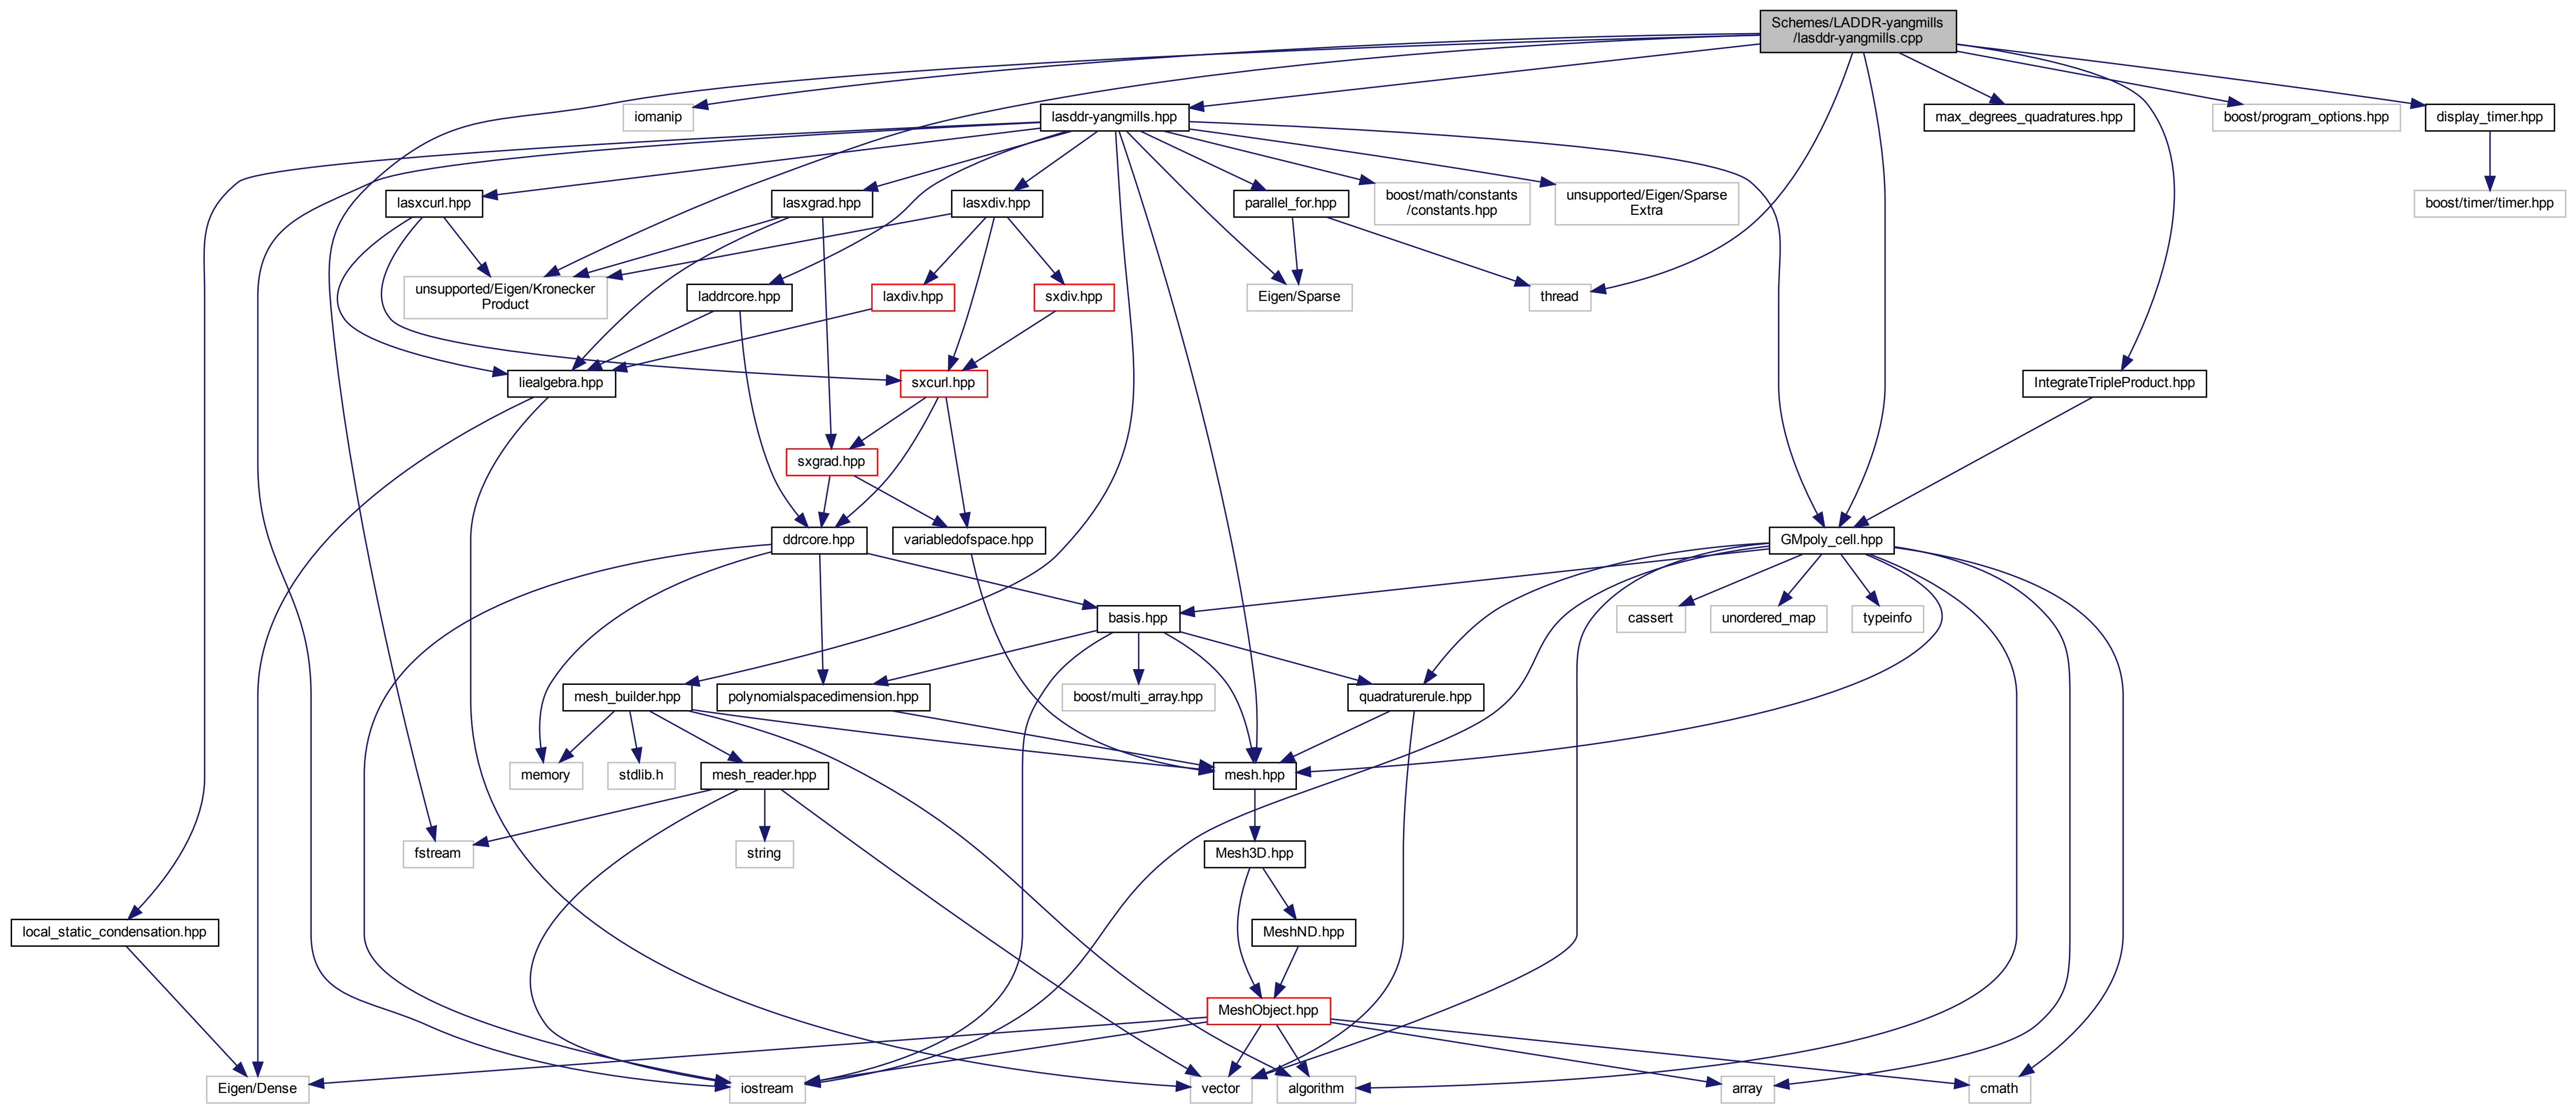 Schemes/LADDR-yangmills
/lasddr-yangmills.cpp
iomanip
lasddr-yangmills.hpp
max_degrees_quadratures.hpp
boost/program_options.hpp
display_timer.hpp
lasxcurl.hpp
lasxgrad.hpp
lasxdiv.hpp
parallel_for.hpp
boost/math/constants
/constants.hpp
unsupported/Eigen/Sparse
Extra
boost/timer/timer.hpp
unsupported/Eigen/Kronecker
Product
laddrcore.hpp
laxdiv.hpp
sxdiv.hpp
Eigen/Sparse
thread
liealgebra.hpp
sxcurl.hpp
IntegrateTripleProduct.hpp
sxgrad.hpp
ddrcore.hpp
variabledofspace.hpp
GMpoly_cell.hpp
basis.hpp
cassert
unordered_map
typeinfo
mesh_builder.hpp
polynomialspacedimension.hpp
boost/multi_array.hpp
quadraturerule.hpp
memory
stdlib.h
mesh_reader.hpp
mesh.hpp
fstream
string
Mesh3D.hpp
local_static_condensation.hpp
MeshND.hpp
MeshObject.hpp
Eigen/Dense
iostream
vector
algorithm
array
cmath